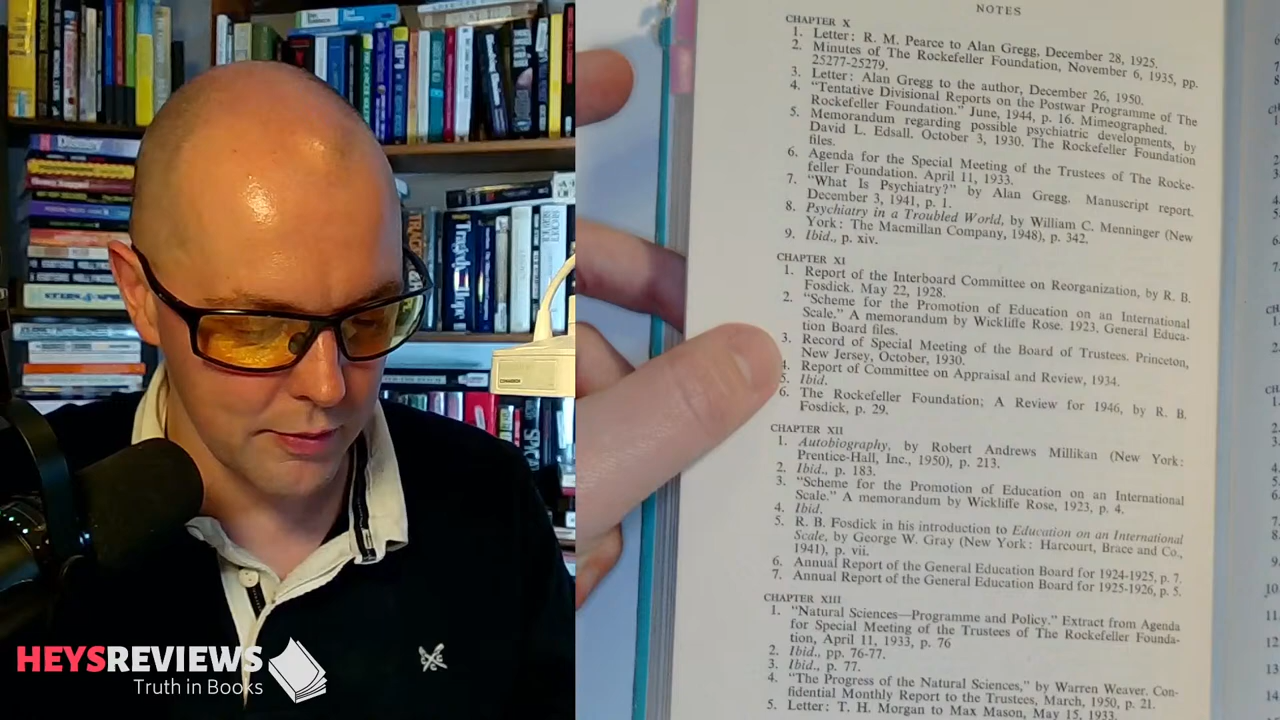 HEYSREVIEWS
Truth in Books
NOTES
CHAPTER X
1. Letter: R. M. Pearce to Alan Gregg, December 28, 1925.
2. Minutes of The Rockefeller Foundation, November 6, 1935, pp.
25277-25279.
3. Letter: Alan Gregg to the author, December 26, 1950.
4. "Tentative Divisional Reports on the Postwar Programme of The
Rockefeller Foundation." June, 1944, p. 16. Mimeographed.
5. Memorandum regarding possible psychiatric developments, by
David L. Edsall. October 3, 1930. The Rockefeller Foundation
files.
6. Agenda for the Special Meeting of the Trustees of The Rocke-
feller Foundation. April 11, 1933.
7. "What Is Psychiatry?" by Alan Gregg. Manuscript report.
December 3, 1941, p. 1.
8. Psychiatry in a Troubled World, by William C. Menninger (New
York: The Macmillan Company, 1948), p. 342.
9. Ibid., p. xiv.
CHAPTER XI
1. Report of the Interboard Committee on Reorganization, by R. B.
Fosdick. May 22, 1928.
2. "Scheme for the Promotion of Education on an International
Scale." A memorandum by Wickliffe Rose. 1923. General Educa-
tion Board files.
3. Record of Special Meeting of the Board of Trustees. Princeton,
New Jersey, October, 1930.
4. Report of Committee on Appraisal and Review, 1934.
5. Ibid.
6. The Rockefeller Foundation; A Review for 1946, by R. B.
Fosdick, p. 29.
CHAPTER XII
1. Autobiography, by Robert Andrews Millikan (New York:
Prentice-Hall, Inc., 1950), p. 213.
2. Ibid., p. 183.
3. "Scheme for the Promotion of Education on an International
Scale." A memorandum by Wickliffe Rose, 1923, p. 4.
4. Ibid.
5. R. B. Fosdick in his introduction to Education on an International
Scale, by George W. Gray (New York: Harcourt, Brace and Co.,
1941), p. vii.
6. Annual Report of the General Education Board for 1924-1925, p. 7.
7. Annual Report of the General Education Board for 1925-1926, p. 5.
CHAPTER XIII
1. "Natural Sciences—Programme and Policy." Extract from Agenda
for Special Meeting of the Trustees of The Rockefeller Founda-
tion, April 11, 1933, p. 76
2. Ibid., pp. 76-77.
3. Ibid., p. 77.
4. "The Progress of the Natural Sciences," by Warren Weaver. Con-
fidential Monthly Report to the Trustees, March, 1950, p. 21.
5. Letter: T. H. Morgan to Max Mason, May 15, 1933.